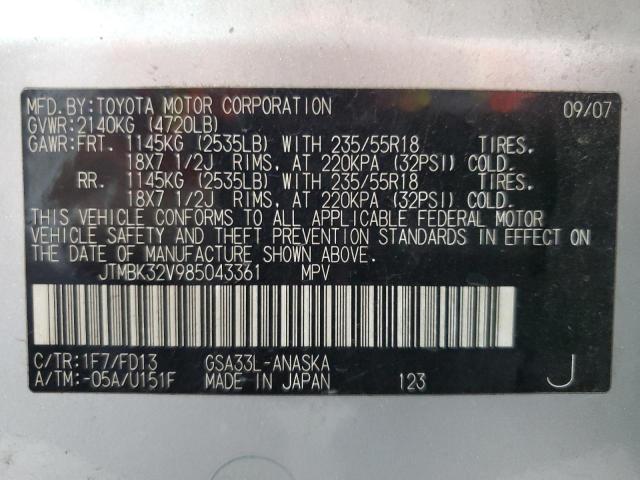 MFD.BY:TOYOTA MOTOR CORPORATION 09/07
GVWR:2140KG (4720LB)
GAWR:FRT. 1145KG (2535LB) WITH 235/55R18 TIRES.
18X7 1/2J RIMS. AT 220KPA (32PSI) COLD.
RR. 1145KG (2535LB) WITH 235/55R18 TIRES.
18X7 1/2J RIMS. AT 220KPA (32PSI) COLD.
THIS VEHICLE CONFORMS TO ALL APPLICABLE FEDERAL MOTOR
VEHICLE SAFETY AND THEFT PREVENTION STANDARDS IN EFFECT ON
THE DATE OF MANUFACTURE SHOWN ABOVE.
JTMBK32V985043361 MPV
C/TR:1F7/FD13 GSA33L-ANASKA
A/TM:-05A/U151F MADE IN JAPAN 123 J